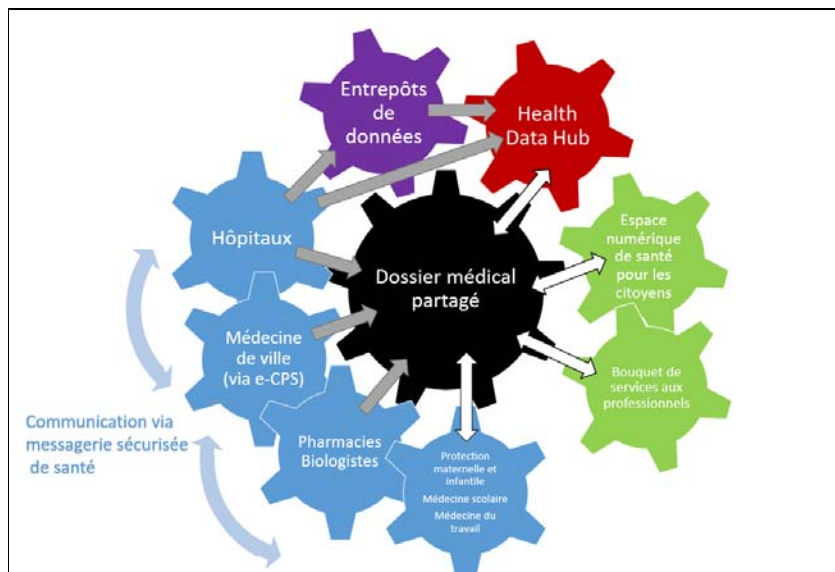 Entrepôts
de
données
Health
Data Hub
Hôpitaux
Dossier médical
partagé
Espace
numérique
de santé
pour les
citoyens
Médecine
de ville
(via e-CPS)
Bouquet de
services aux
professionnels
Communication via
messagerie sécurisée
de santé
Pharmacies
Biologistes
Protection
maternelle et
infantile
Médecine scolaire
Médecine du
travail